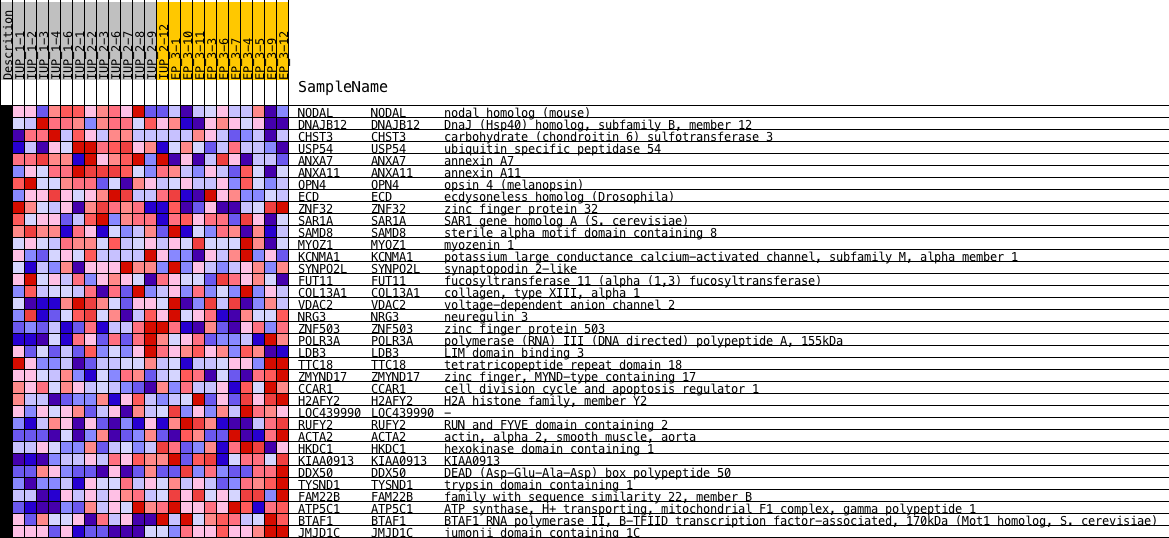 Descrition
IUP_1-1
IUP_1-2
IUP_1-3
IUP_1-4
IUP_1-6
IUP_2-1
IUP_2-2
IUP_2-3
IUP_2-6
IUP_2-7
IUP_2-8
IUP_2-9
IUP_2-12
EP_3-1
EP_3-10
EP_3-11
EP_3-3
EP_3-6
EP_3-7
EP_3-4
EP_3-5
EP_3-9
EP_3-12
SampleName
NODAL NODAL nodal homolog (mouse)
DNAJB12 DNAJB12 DnaJ (Hsp40) homolog, subfamily B, member 12
CHST3 CHST3 carbohydrate (chondroitin 6) sulfotransferase 3
USP54 USP54 ubiquitin specific peptidase 54
ANXA7 ANXA7 annexin A7
ANXA11 ANXA11 annexin A11
OPN4 OPN4 opsin 4 (melanopsin)
ECD ECD ecdysoneless homolog (Drosophila)
ZNF32 ZNF32 zinc finger protein 32
SAR1A SAR1A SAR1 gene homolog A (S. cerevisiae)
SAMD8 SAMD8 sterile alpha motif domain containing 8
MYOZ1 MYOZ1 myozenin 1
KCNMA1 KCNMA1 potassium large conductance calcium-activated channel, subfamily M, alpha member 1
SYNPO2L SYNPO2L synaptopodin 2-like
FUT11 FUT11 fucosyltransferase 11 (alpha (1,3) fucosyltransferase)
COL13A1 COL13A1 collagen, type XIII, alpha 1
VDAC2 VDAC2 voltage-dependent anion channel 2
NRG3 NRG3 neuregulin 3
ZNF503 ZNF503 zinc finger protein 503
POLR3A POLR3A polymerase (RNA) III (DNA directed) polypeptide A, 155kDa
LDB3 LDB3 LIM domain binding 3
TTC18 TTC18 tetratricopeptide repeat domain 18
ZMYND17 ZMYND17 zinc finger, MYND-type containing 17
CCAR1 CCAR1 cell division cycle and apoptosis regulator 1
H2AFY2 H2AFY2 H2A histone family, member Y2
LOC439990 LOC439990 -
RUFY2 RUFY2 RUN and FYVE domain containing 2
ACTA2 ACTA2 actin, alpha 2, smooth muscle, aorta
HKDC1 HKDC1 hexokinase domain containing 1
KIAA0913 KIAA0913 KIAA0913
DDX50 DDX50 DEAD (Asp-Glu-Ala-Asp) box polypeptide 50
TYSND1 TYSND1 trypsin domain containing 1
FAM22B FAM22B family with sequence similarity 22, member B
ATP5C1 ATP5C1 ATP synthase, H+ transporting, mitochondrial F1 complex, gamma polypeptide 1
BTAF1 BTAF1 BTAF1 RNA polymerase II, B-TFIID transcription factor-associated, 170kDa (Mot1 homolog, S. cerevisiae)
JMJD1C JMJD1C jumonji domain containing 1C